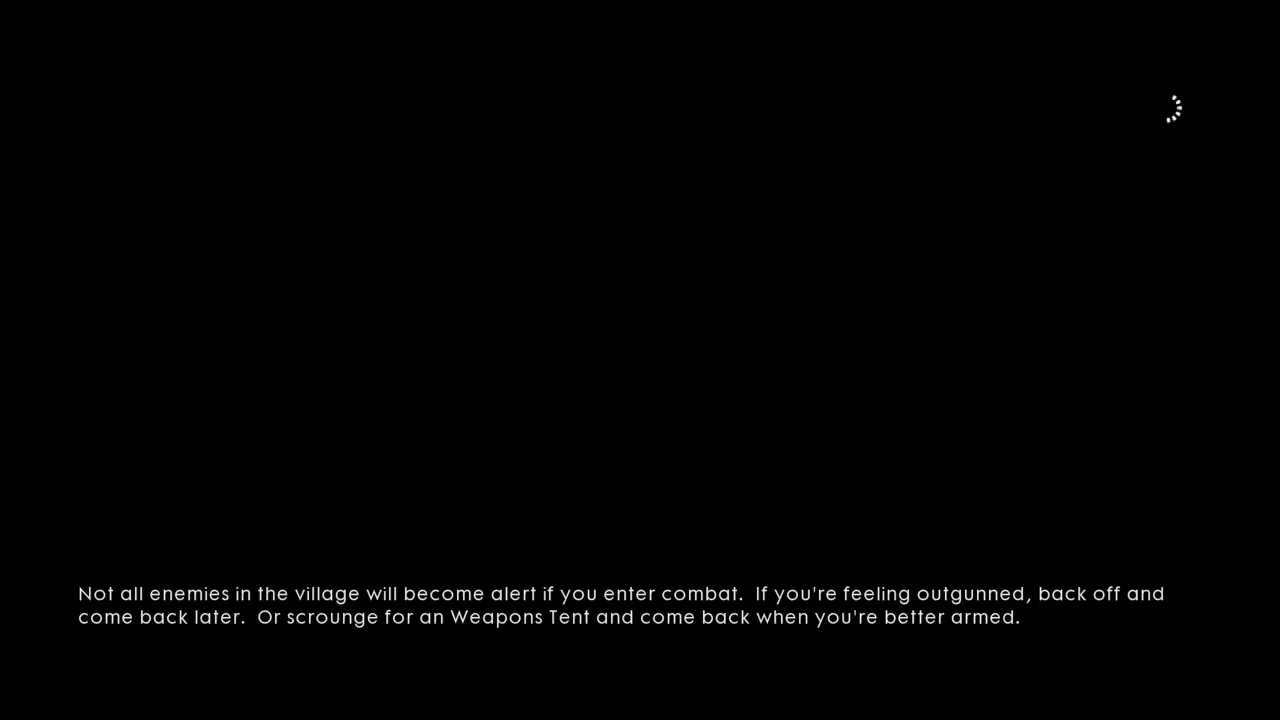 Not all enemies in the village will become alert if you enter combat.  If you're feeling outgunned, back off and
come back later.  Or scrounge for an Weapons Tent and come back when you're better armed.